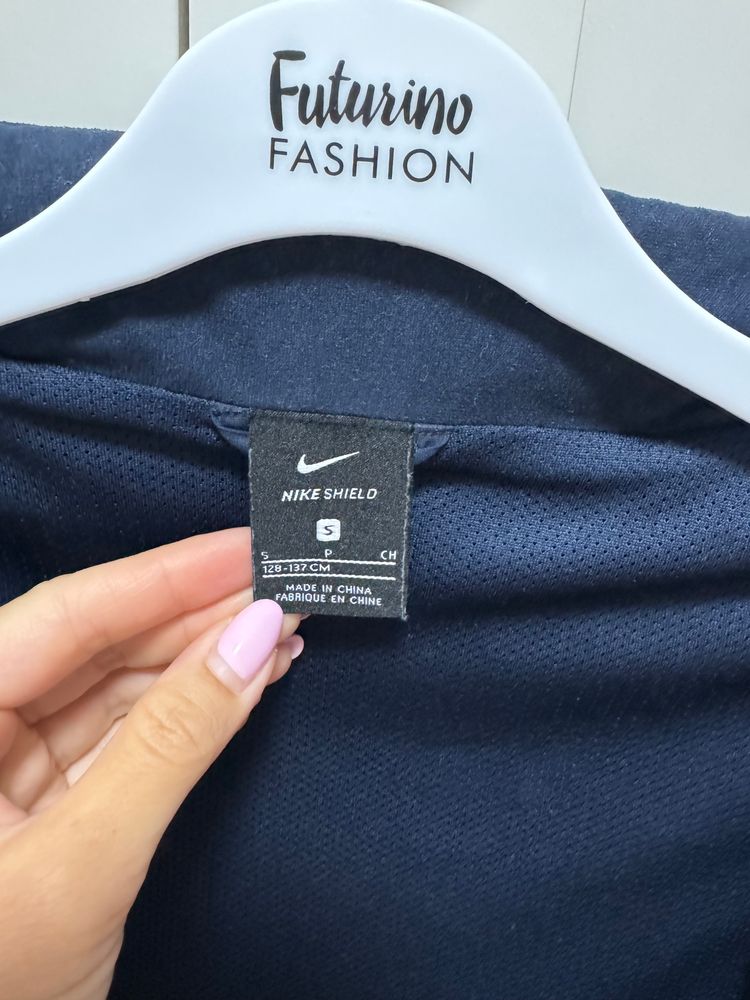 Futurino
FASHION
NIKE SHIELD
S
S P CH
128-137 CM
MADE IN CHINA
FABRIQUE EN CHINE